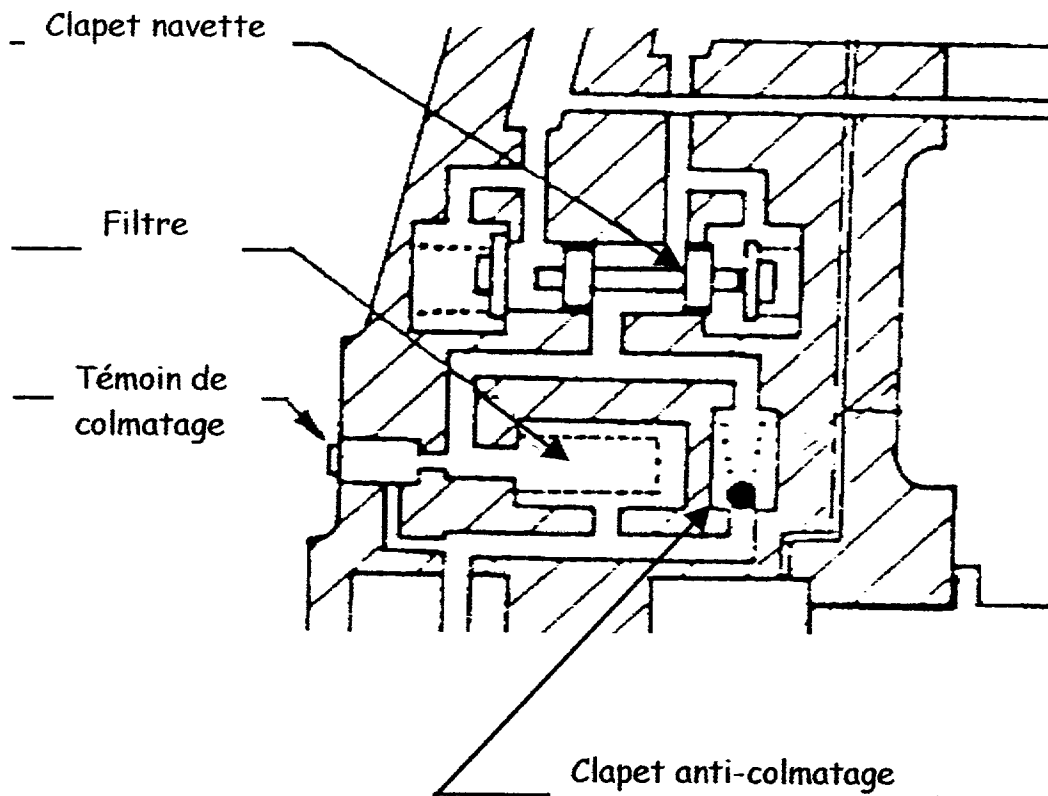 Clapet navette
Filtre
Témoin de
colmatage
Clapet anti-colmatage